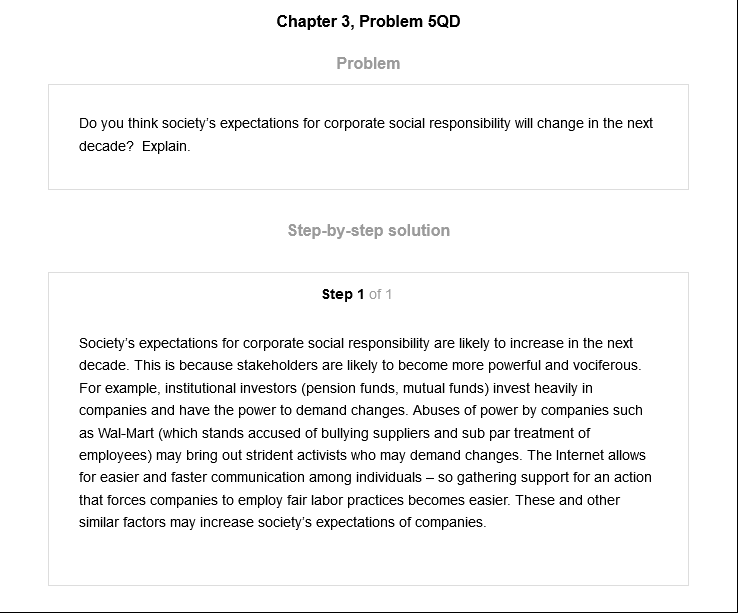 Chapter 3, Problem 5QD
Problem
Do you think society's expectations for corporate social responsibility will change in the next
decade?  Explain.
Step-by-step solution
Step 1 of 1
Society's expectations for corporate social responsibility are likely to increase in the next
decade. This is because stakeholders are likely to become more powerful and vociferous.
For example, institutional investors (pension funds, mutual funds) invest heavily in
companies and have the power to demand changes. Abuses of power by companies such
as Wal-Mart (which stands accused of bullying suppliers and sub par treatment of
employees) may bring out strident activists who may demand changes. The Internet allows
for easier and faster communication among individuals – so gathering support for an action
that forces companies to employ fair labor practices becomes easier. These and other
similar factors may increase society's expectations of companies.